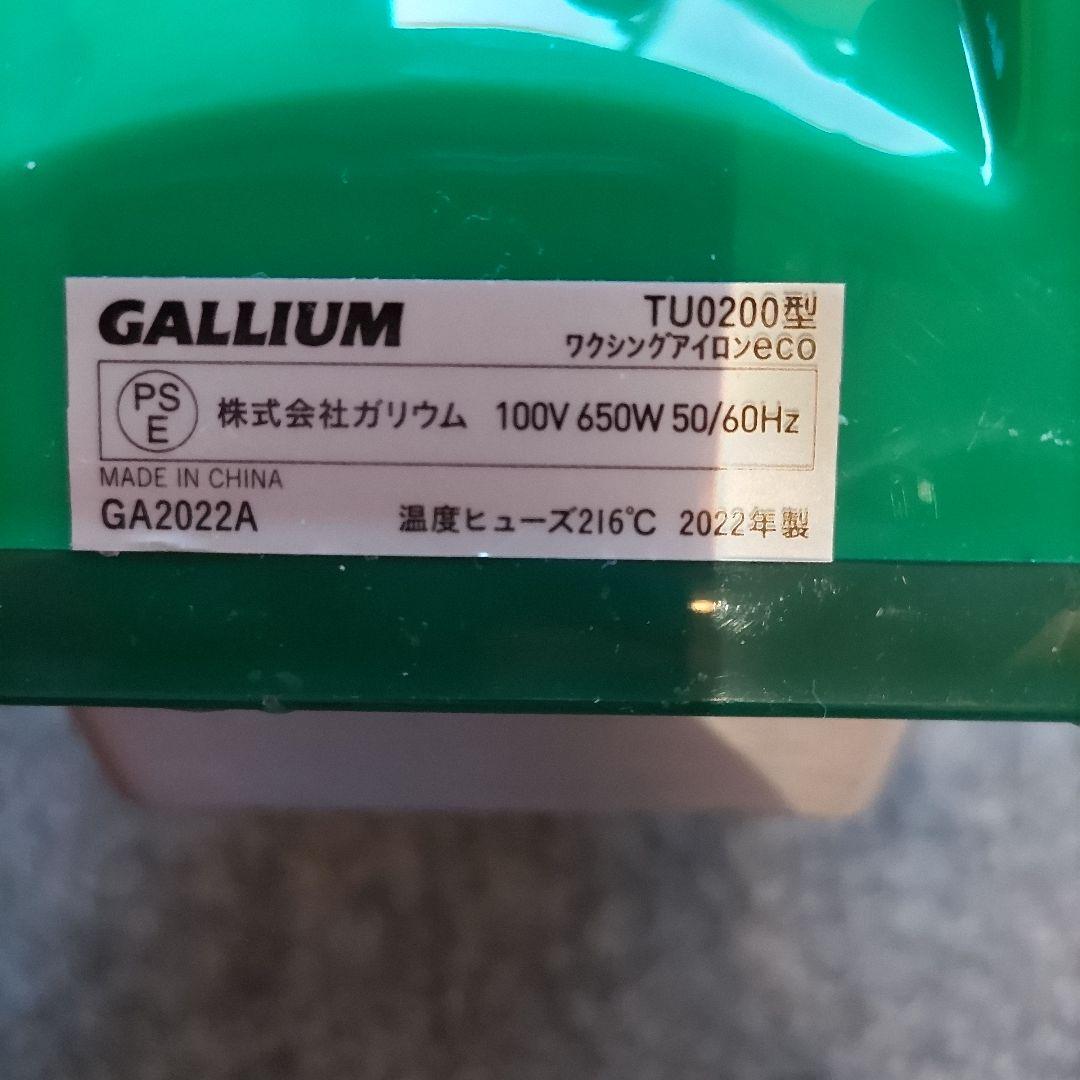 GALLIUM
TU0200型
ワクシングアイロンeco
PS
E
株式会社ガリウム 100V 650W 50/60Hz
MADE IN CHINA
GA2022A 温度ヒューズ216℃ 2022年製